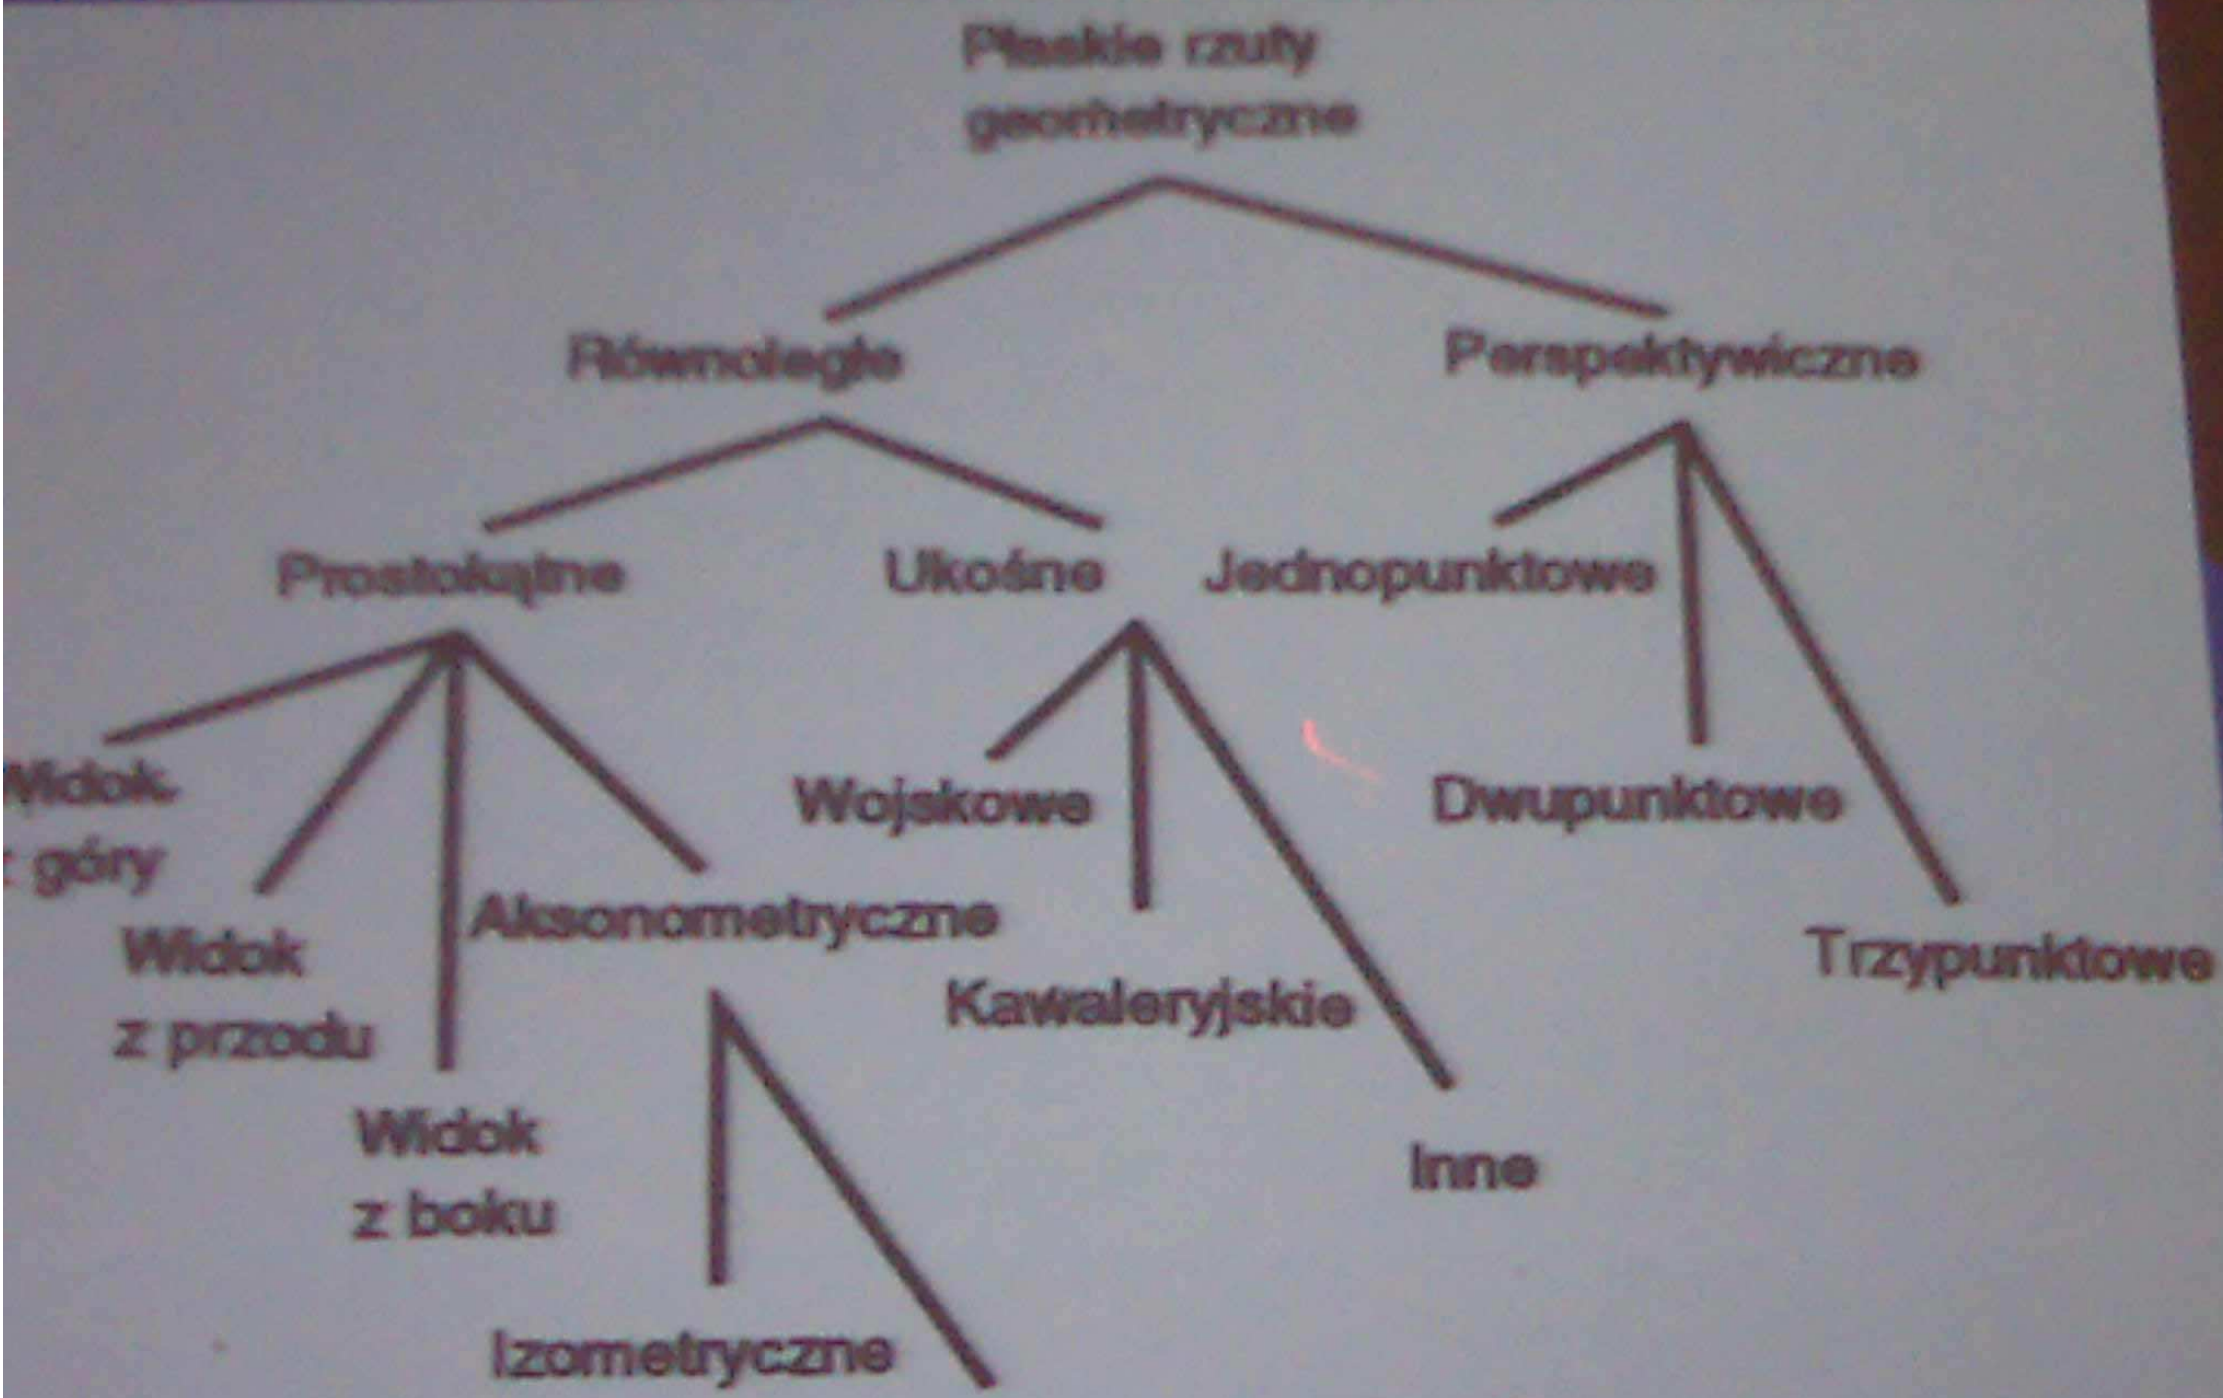 Płaskie rzuty
geometryczne
Równoległe
Perspektywiczne
Prostokątne
Ukośne
Jednopunktowe
Widok
z góry
Wojskowe
Dwupunktowe
Aksonometryczne
Widok
z przodu
Kawaleryjskie
Trzypunktowe
Widok
z boku
Inne
Izometryczne